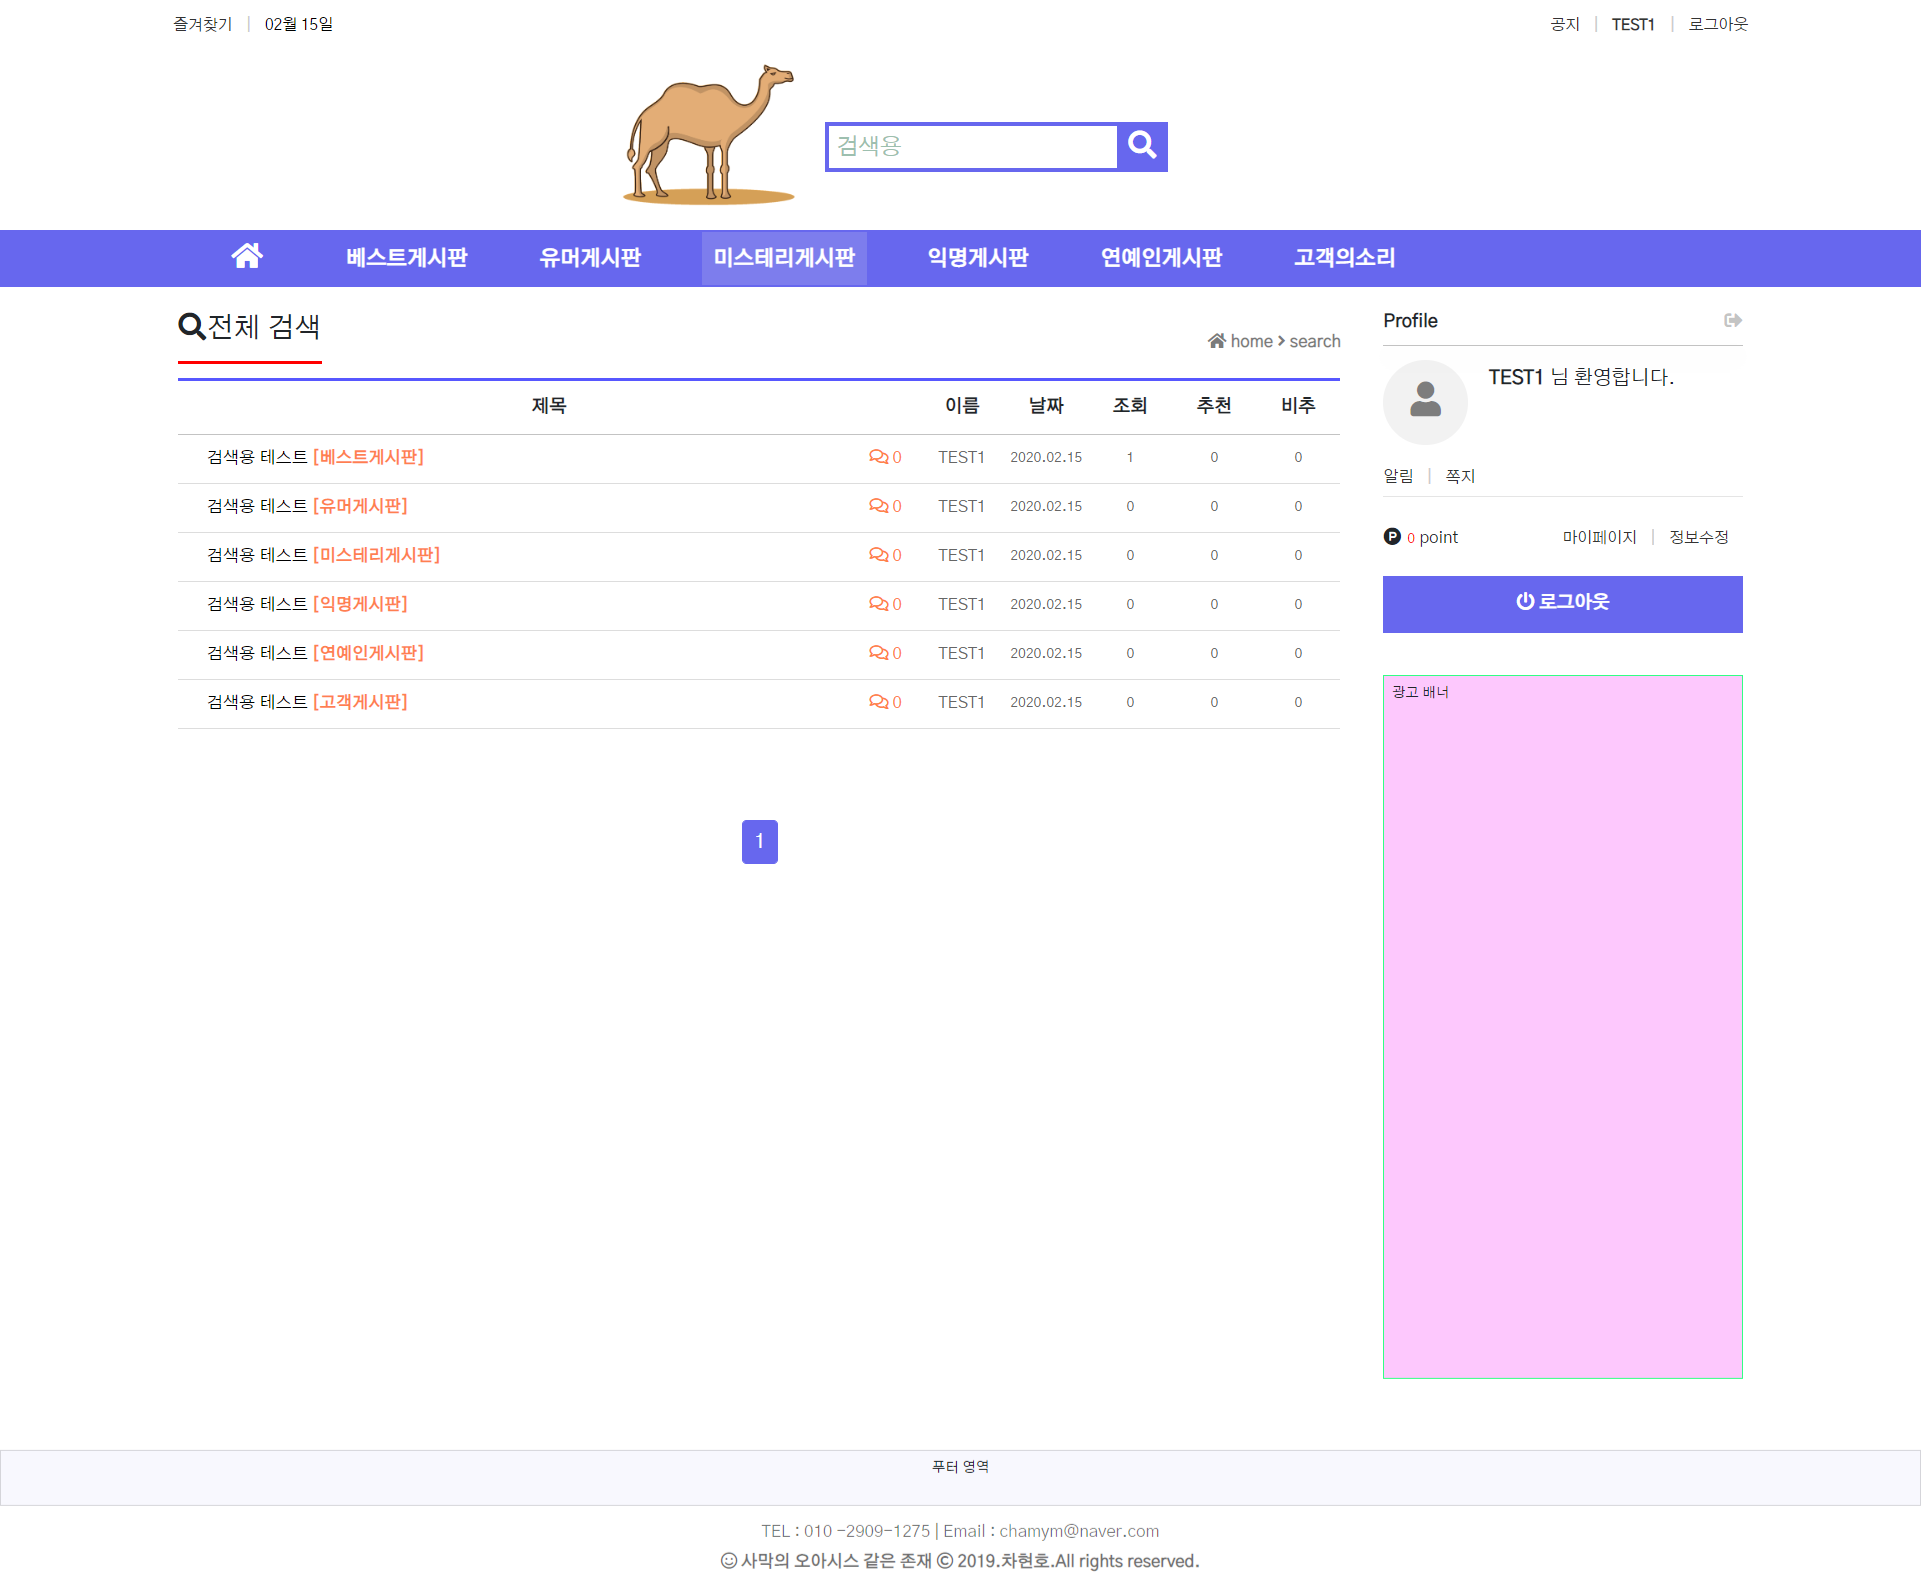 즐겨찾기 | 02월 15일
공지 | TEST1 | 로그아웃
검색용
베스트게시판 유머게시판 미스테리게시판 익명게시판 연예인게시판 고객의소리
전체 검색
home > search
제목 이름 날짜 조회 추천 비추
검색용 테스트 [베스트게시판] 0 TEST1 2020.02.15 1 0 0
검색용 테스트 [유머게시판] 0 TEST1 2020.02.15 0 0 0
검색용 테스트 [미스테리게시판] 0 TEST1 2020.02.15 0 0 0
검색용 테스트 [익명게시판] 0 TEST1 2020.02.15 0 0 0
검색용 테스트 [연예인게시판] 0 TEST1 2020.02.15 0 0 0
검색용 테스트 [고객게시판] 0 TEST1 2020.02.15 0 0 0
1
Profile
TEST1 님 환영합니다.
알림 | 쪽지
P 0 point 마이페이지 | 정보수정
로그아웃
광고 배너
푸터 영역
TEL : 010 -2909-1275 | Email : chamym@naver.com
사막의 오아시스 같은 존재 © 2019.차현호.All rights reserved.